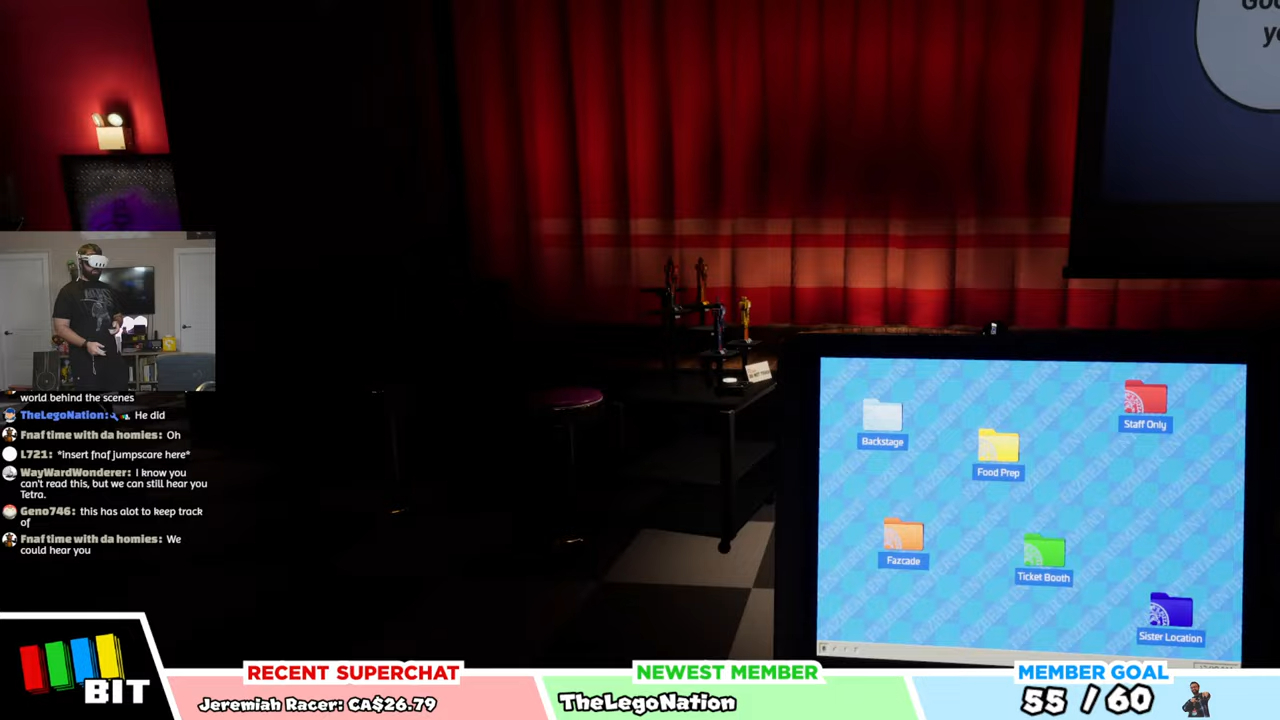 Goo
yo
world behind the scenes
TheLegoNation: He did
Fnaf time with da homies: Oh
L721: *insert fnaf jumpscare here*
WayWardWonderer: I know you
can't read this, but we can still hear you
Tetra.
Geno746: this has alot to keep track
of
Fnaf time with da homies: We
could hear you
Backstage
Staff Only
Food Prep
Fazcade
Ticket Booth
Sister Location
BIT
RECENT SUPERCHAT
Jeremiah Racer: CA$26.79
NEWEST MEMBER
TheLegoNation
MEMBER GOAL
55 / 60